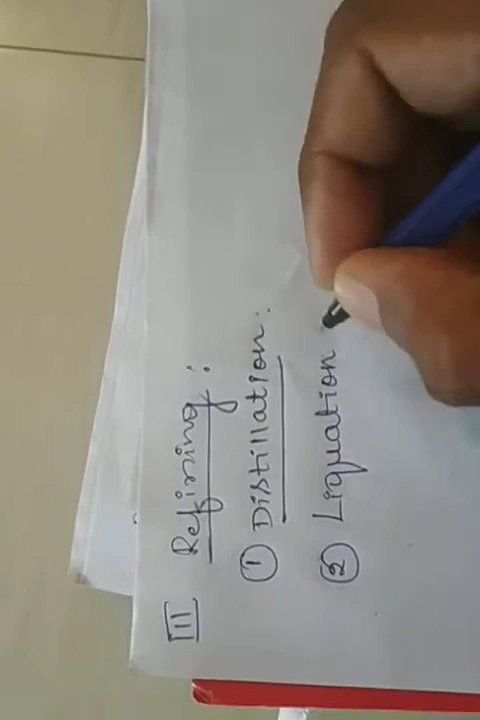 III Refining :
① Distillation.
② Liquation